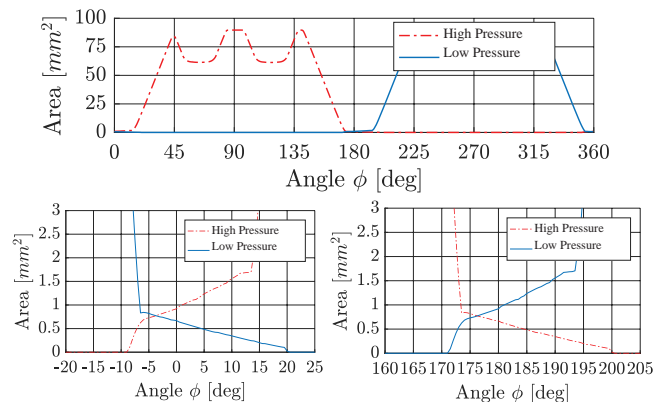 Area [mm²]
100
75
50
25
0
High Pressure
Low Pressure
0 45 90 135 180 225 270 315 360
Angle ϕ [deg]
Area [mm²]
3
2.5
2
1.5
1
0.5
0
High Pressure
Low Pressure
-20 -15 -10 -5 0 5 10 15 20 25
Angle ϕ [deg]
Area [mm²]
3
2.5
2
1.5
1
0.5
0
High Pressure
Low Pressure
160 165 170 175 180 185 190 195 200 205
Angle ϕ [deg]